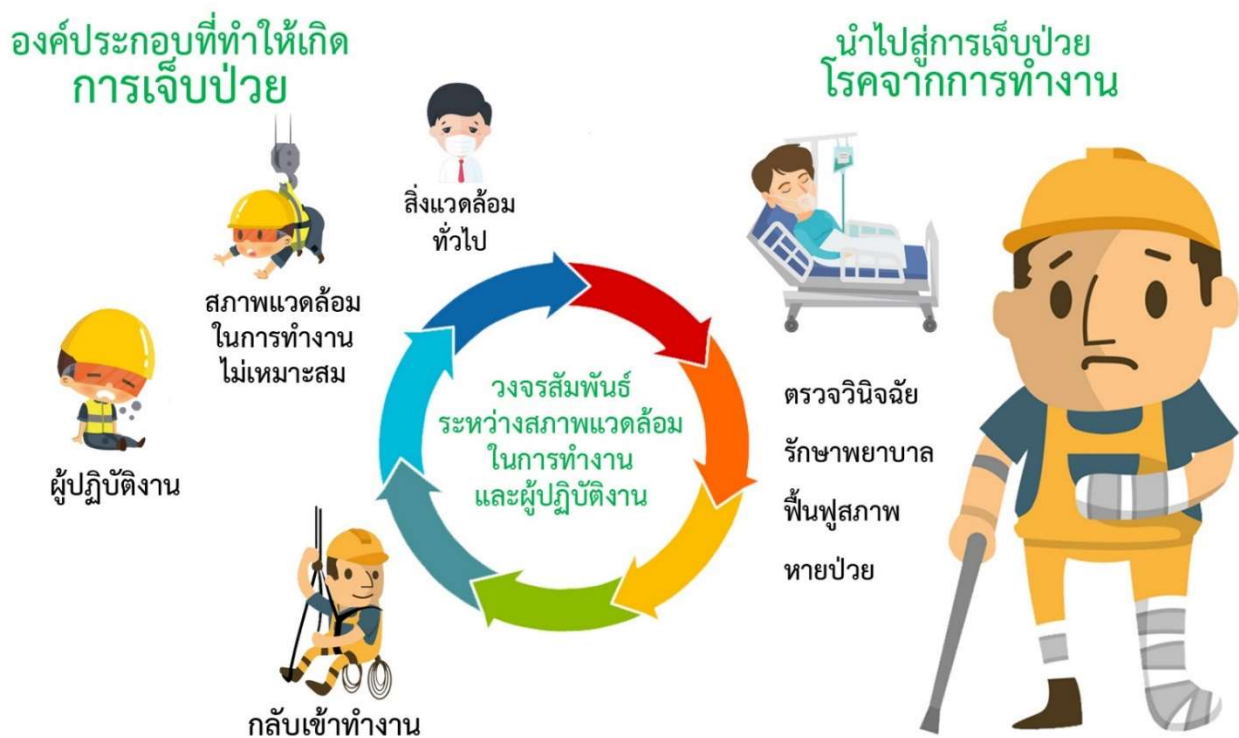 องค์ประกอบที่ทำให้เกิด
การเจ็บป่วย
นำไปสู่การเจ็บป่วย
โรคจากการทำงาน
สิ่งแวดล้อม
ทั่วไป
สภาพแวดล้อม
ในการทำงาน
ไม่เหมาะสม
ผู้ปฏิบัติงาน
วงจรสัมพันธ์
ระหว่างสภาพแวดล้อม
ในการทำงาน
และผู้ปฏิบัติงาน
ตรวจวินิจฉัย
รักษาพยาบาล
ฟื้นฟูสภาพ
หายป่วย
กลับเข้าทำงาน